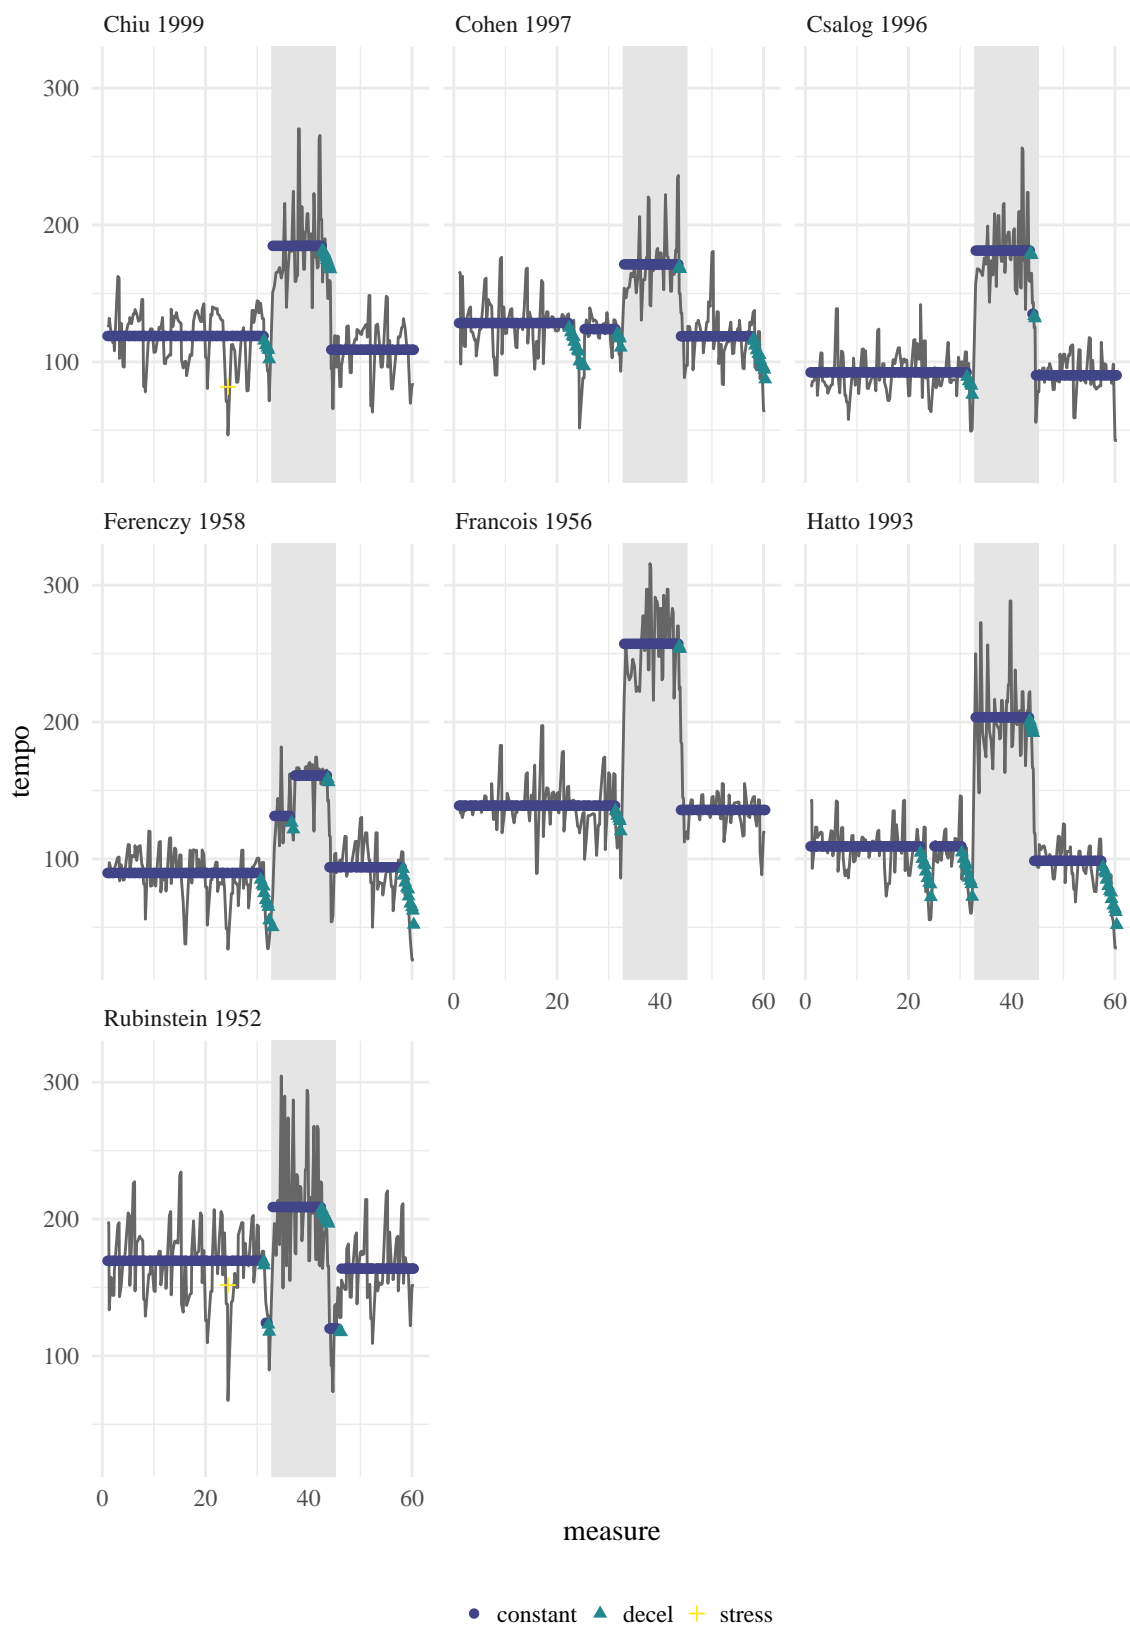 Chiu 1999 Cohen 1997 Csalog 1996
300
200
100
Ferenczy 1958 Francois 1956 Hatto 1993
300
200
100
0 20 40 60 0 20 40 60
Rubinstein 1952
300
200
100
0 20 40 60
tempo
measure
constant decel stress